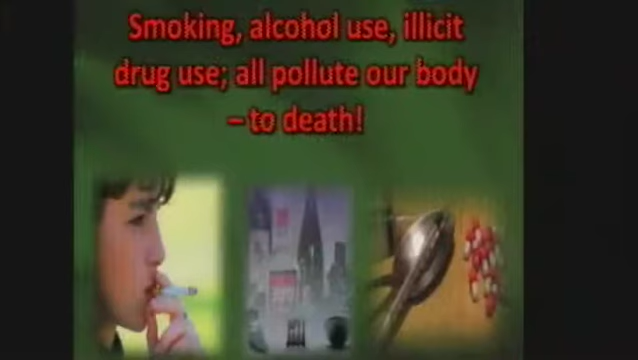 Smoking, alcohol use, illicit
drug use; all pollute our body
– to death!